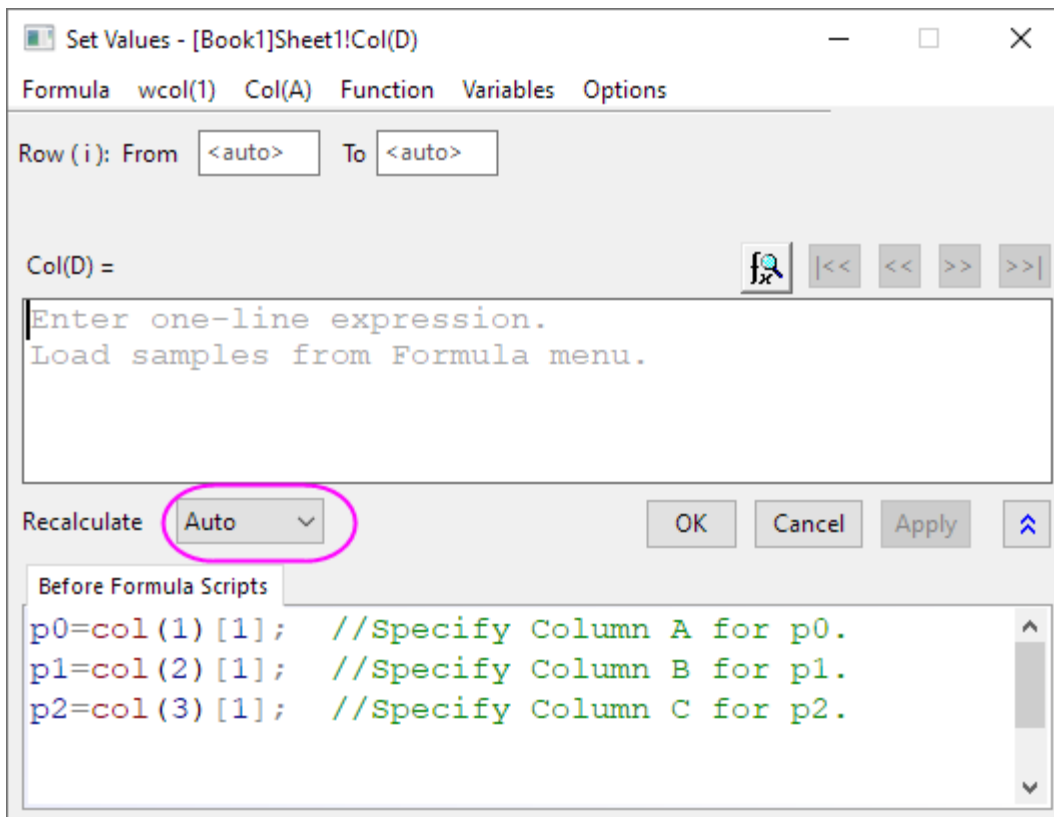 Set Values - [Book1]Sheet1!Col(D)
Formula wcol(1) Col(A) Function Variables Options
Row ( i ): From <auto> To <auto>
Col(D) = fx |<< << >> >>|
Enter one-line expression.
Load samples from Formula menu.
Recalculate Auto OK Cancel Apply
Before Formula Scripts
p0=col(1)[1]; //Specify Column A for p0.
p1=col(2)[1]; //Specify Column B for p1.
p2=col(3)[1]; //Specify Column C for p2.